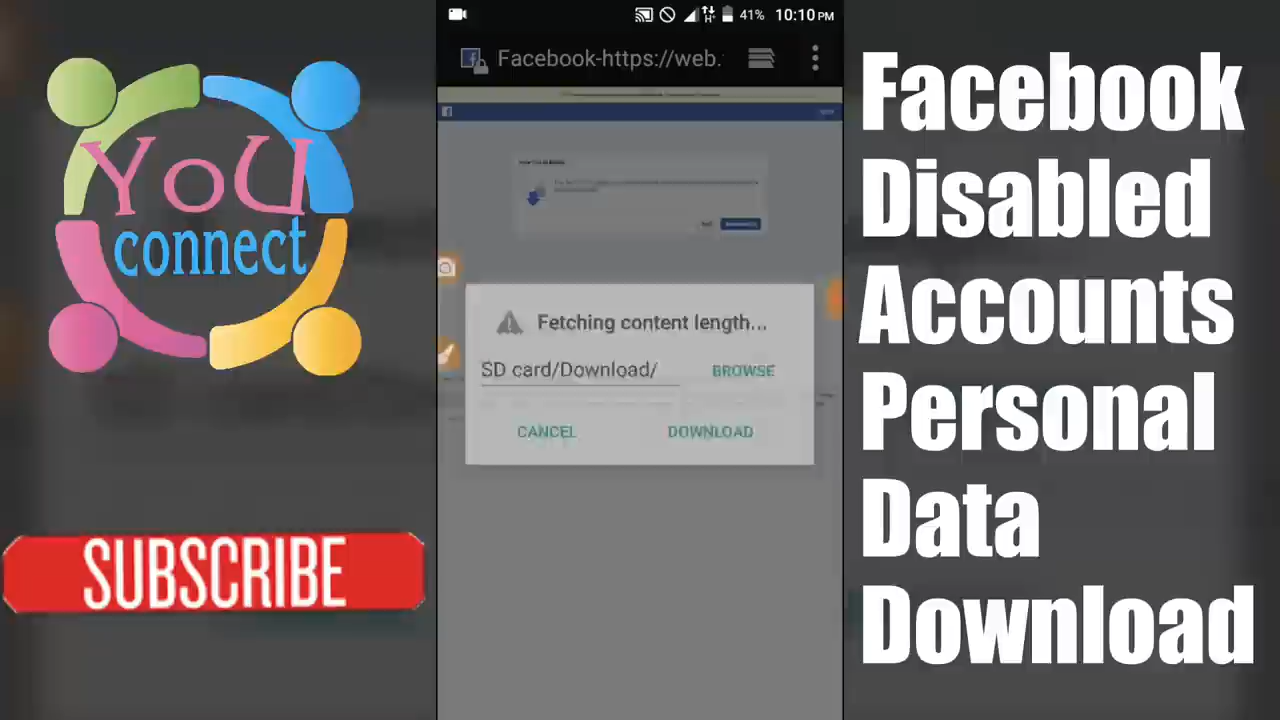 YoU
connect
SUBSCRIBE
41% 10:10 PM
Facebook-https://web.
Fetching content length...
SD card/Download/
BROWSE
CANCEL
DOWNLOAD
Facebook
Disabled
Accounts
Personal
Data
Download